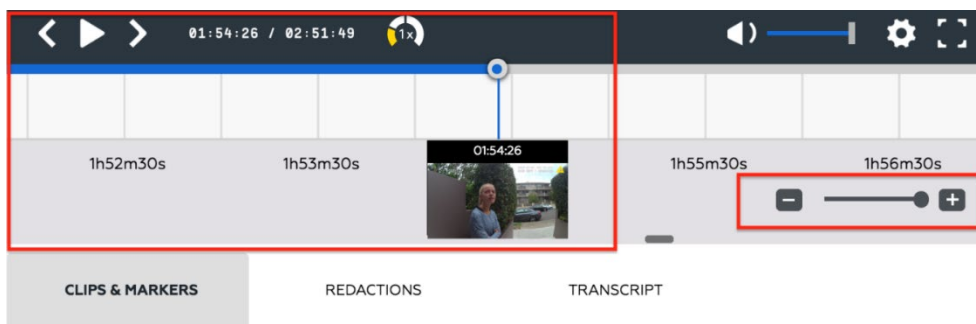 01:54:26 / 02:51:49 1x
01:54:26
1h52m30s 1h53m30s 1h55m30s 1h56m30s
CLIPS & MARKERS REDACTIONS TRANSCRIPT